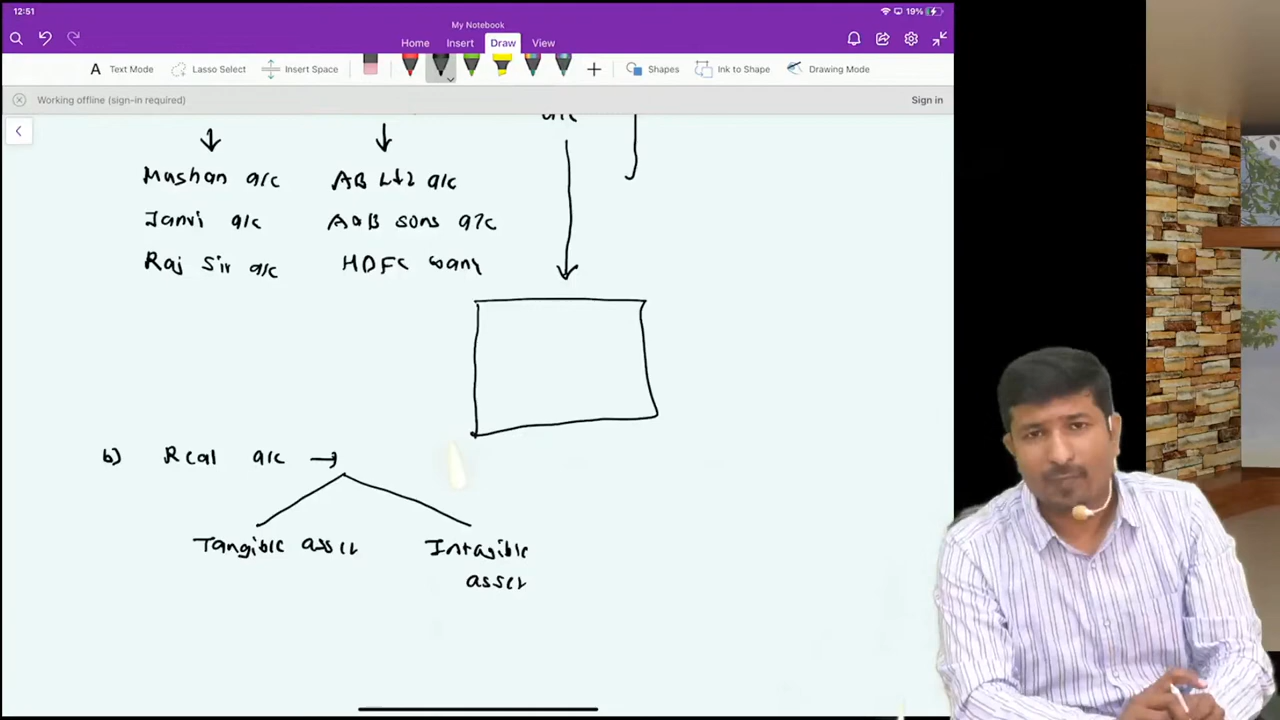 12:51
19%
My Notebook
Home Insert Draw View
Text Mode Lasso Select Insert Space Shapes Ink to Shape Drawing Mode
Working offline (sign-in required) Sign in
a/c
Mashan a/c AB Ltd a/c
Janvi a/c A&B sons a/c
Raj Sir a/c HDFC bank
b) Real a/c →
Tangible asset Intagible
asset